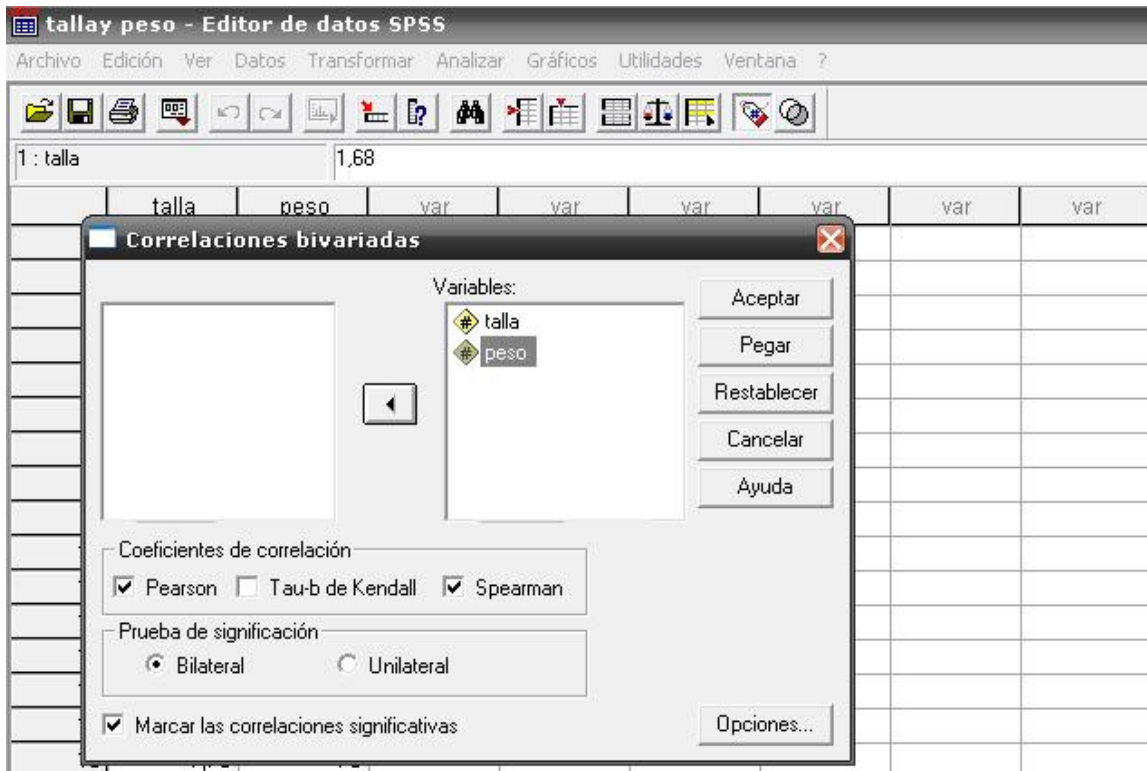 tallay peso - Editor de datos SPSS
Archivo Edición Ver Datos Transformar Analizar Gráficos Utilidades Ventana ?
1 : talla 1,68
talla peso var var var var var var
Correlaciones bivariadas
Variables:
talla
peso
Aceptar
Pegar
Restablecer
Cancelar
Ayuda
Coeficientes de correlación
Pearson Tau-b de Kendall Spearman
Prueba de significación
Bilateral Unilateral
Marcar las correlaciones significativas
Opciones...